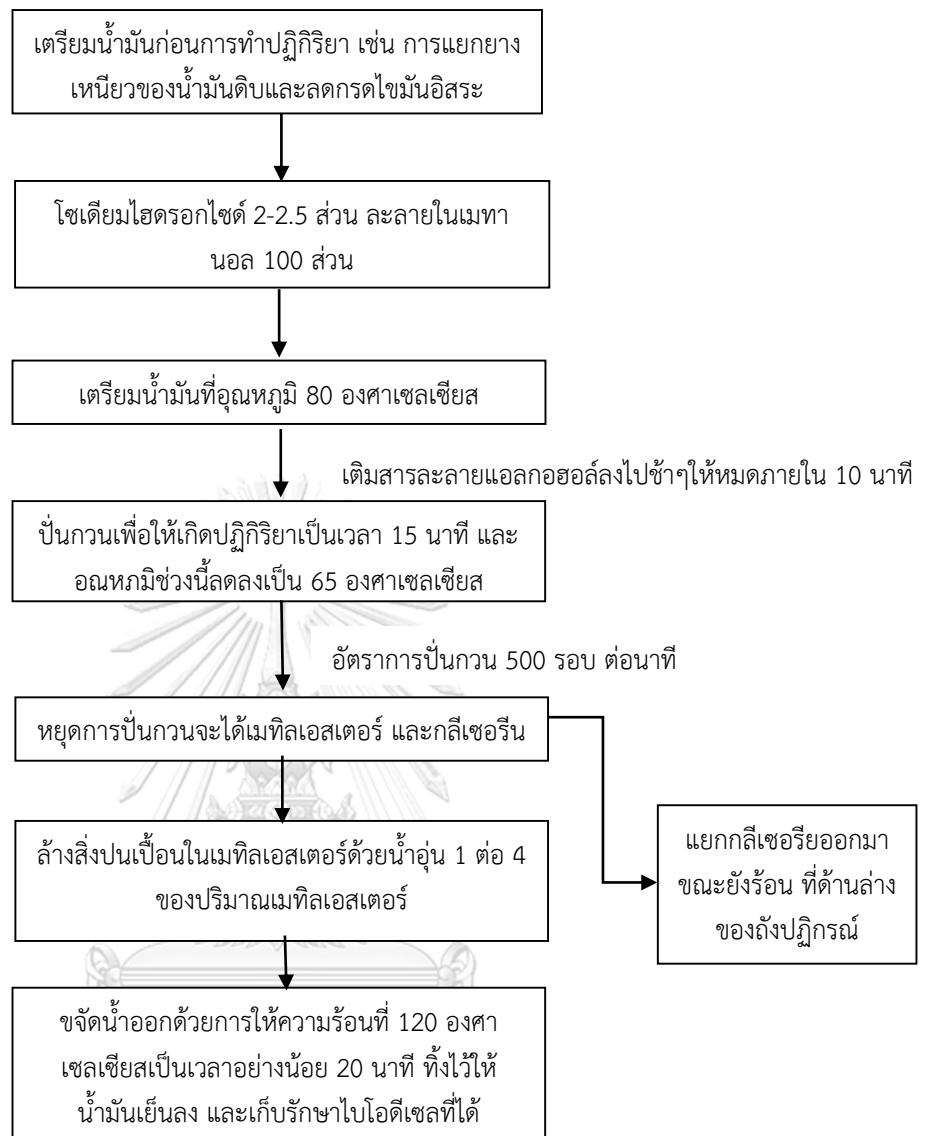 เตรียมน้ำมันก่อนการทำปฏิกิริยา เช่น การแยกยาง
เหนียวของน้ำมันดิบและลดกรดไขมันอิสระ
โซเดียมไฮดรอกไซด์ 2-2.5 ส่วน ละลายในเมทา
นอล 100 ส่วน
เตรียมน้ำมันที่อุณหภูมิ 80 องศาเซลเซียส
เติมสารละลายแอลกอฮอล์ลงไปช้าๆให้หมดภายใน 10 นาที
ปั่นกวนเพื่อให้เกิดปฏิกิริยาเป็นเวลา 15 นาที และ
อณหภมิช่วงนี้ลดลงเป็น 65 องศาเซลเซียส
อัตราการปั่นกวน 500 รอบ ต่อนาที
หยุดการปั่นกวนจะได้เมทิลเอสเตอร์ และกลีเซอรีน
ล้างสิ่งปนเปื้อนในเมทิลเอสเตอร์ด้วยน้ำอุ่น 1 ต่อ 4
ของปริมาณเมทิลเอสเตอร์
แยกกลีเซอรียออกมา
ขณะยังร้อน ที่ด้านล่าง
ของถังปฏิกรณ์
ขจัดน้ำออกด้วยการให้ความร้อนที่ 120 องศา
เซลเซียสเป็นเวลาอย่างน้อย 20 นาที ทิ้งไว้ให้
น้ำมันเย็นลง และเก็บรักษาไบโอดีเซลที่ได้